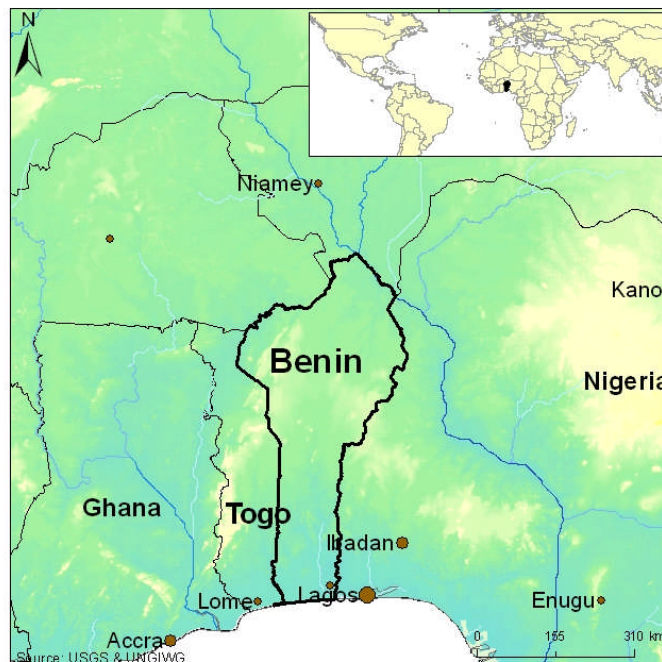 N
Niamey
Kano
Benin
Nigeria
Ghana
Togo
Ibadan
Lome
Lagos
Enugu
Accra
0 155 310 km
Source: USGS & UNGIWG